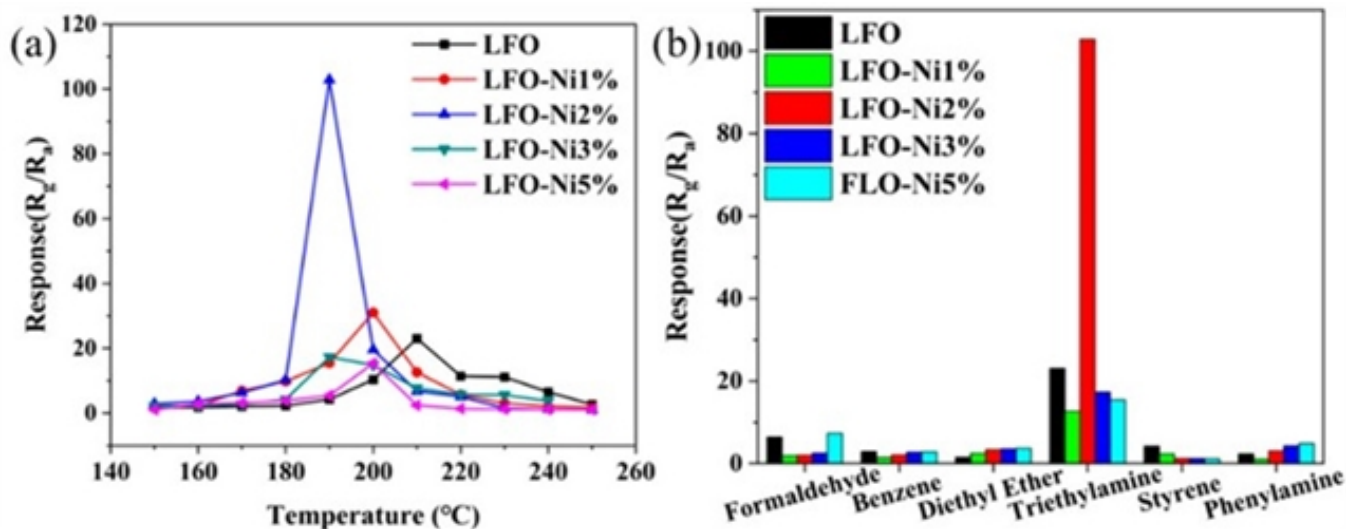 (a)
120
100
80
60
40
20
0
Response(Rg/Ra)
LFO
LFO-Ni1%
LFO-Ni2%
LFO-Ni3%
LFO-Ni5%
140 160 180 200 220 240 260
Temperature (°C)
(b)
100
80
60
40
20
0
Response(Rg/Ra)
LFO
LFO-Ni1%
LFO-Ni2%
LFO-Ni3%
FLO-Ni5%
Formaldehyde
Benzene
Diethyl Ether
Triethylamine
Styrene
Phenylamine